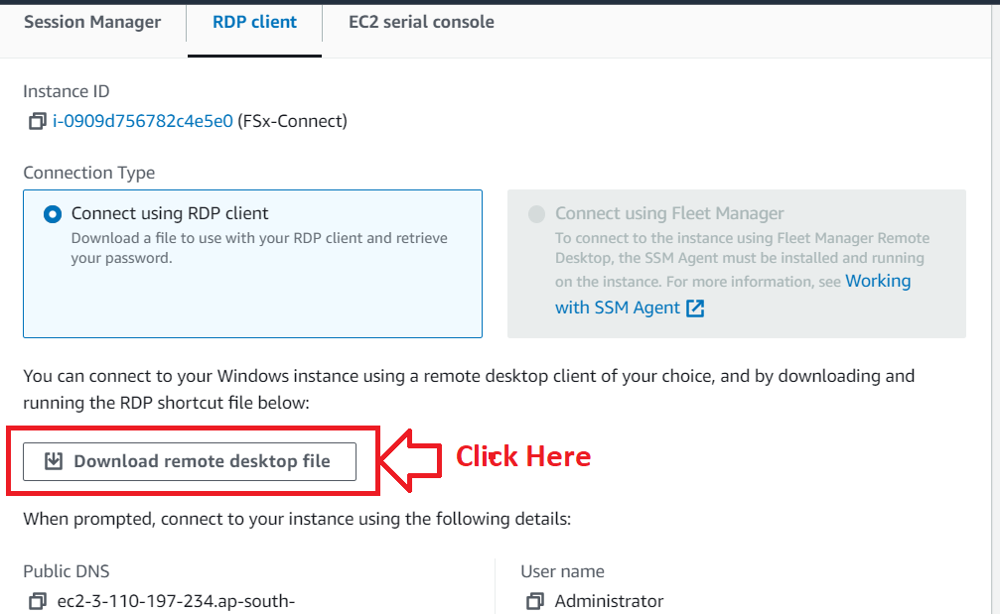 Session Manager RDP client EC2 serial console
Instance ID
i-0909d756782c4e5e0 (FSx-Connect)
Connection Type
Connect using RDP client
Download a file to use with your RDP client and retrieve
your password.
Connect using Fleet Manager
To connect to the instance using Fleet Manager Remote
Desktop, the SSM Agent must be installed and running
on the instance. For more information, see Working
with SSM Agent
You can connect to your Windows instance using a remote desktop client of your choice, and by downloading and
running the RDP shortcut file below:
Download remote desktop file
Click Here
When prompted, connect to your instance using the following details:
Public DNS
ec2-3-110-197-234.ap-south-
User name
Administrator